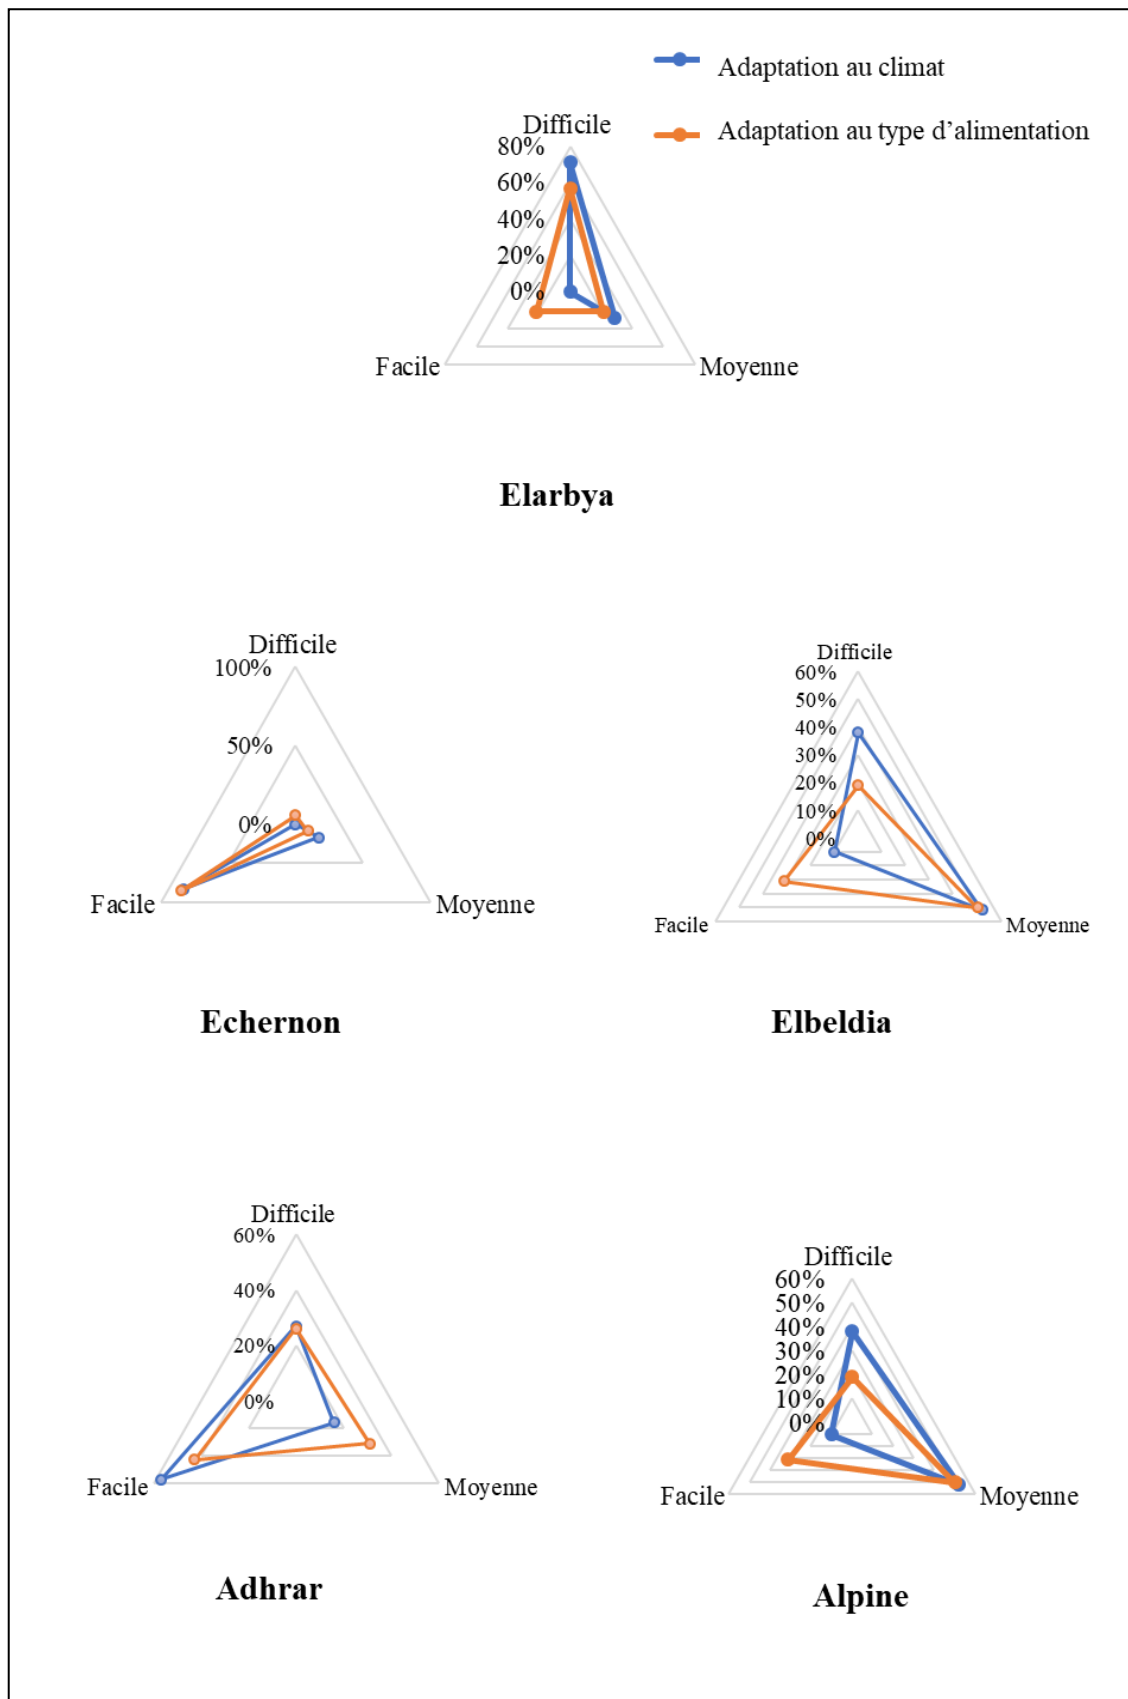 Adaptation au climat
Adaptation au type d’alimentation
Difficile
80%
60%
40%
20%
0%
Facile
Moyenne
Elarbya
Difficile
100%
50%
0%
Facile
Moyenne
Echernon
Difficile
60%
50%
40%
30%
20%
10%
0%
Facile
Moyenne
Elbeldia
Difficile
60%
40%
20%
0%
Facile
Moyenne
Adhrar
Difficile
60%
50%
40%
30%
20%
10%
0%
Facile
Moyenne
Alpine